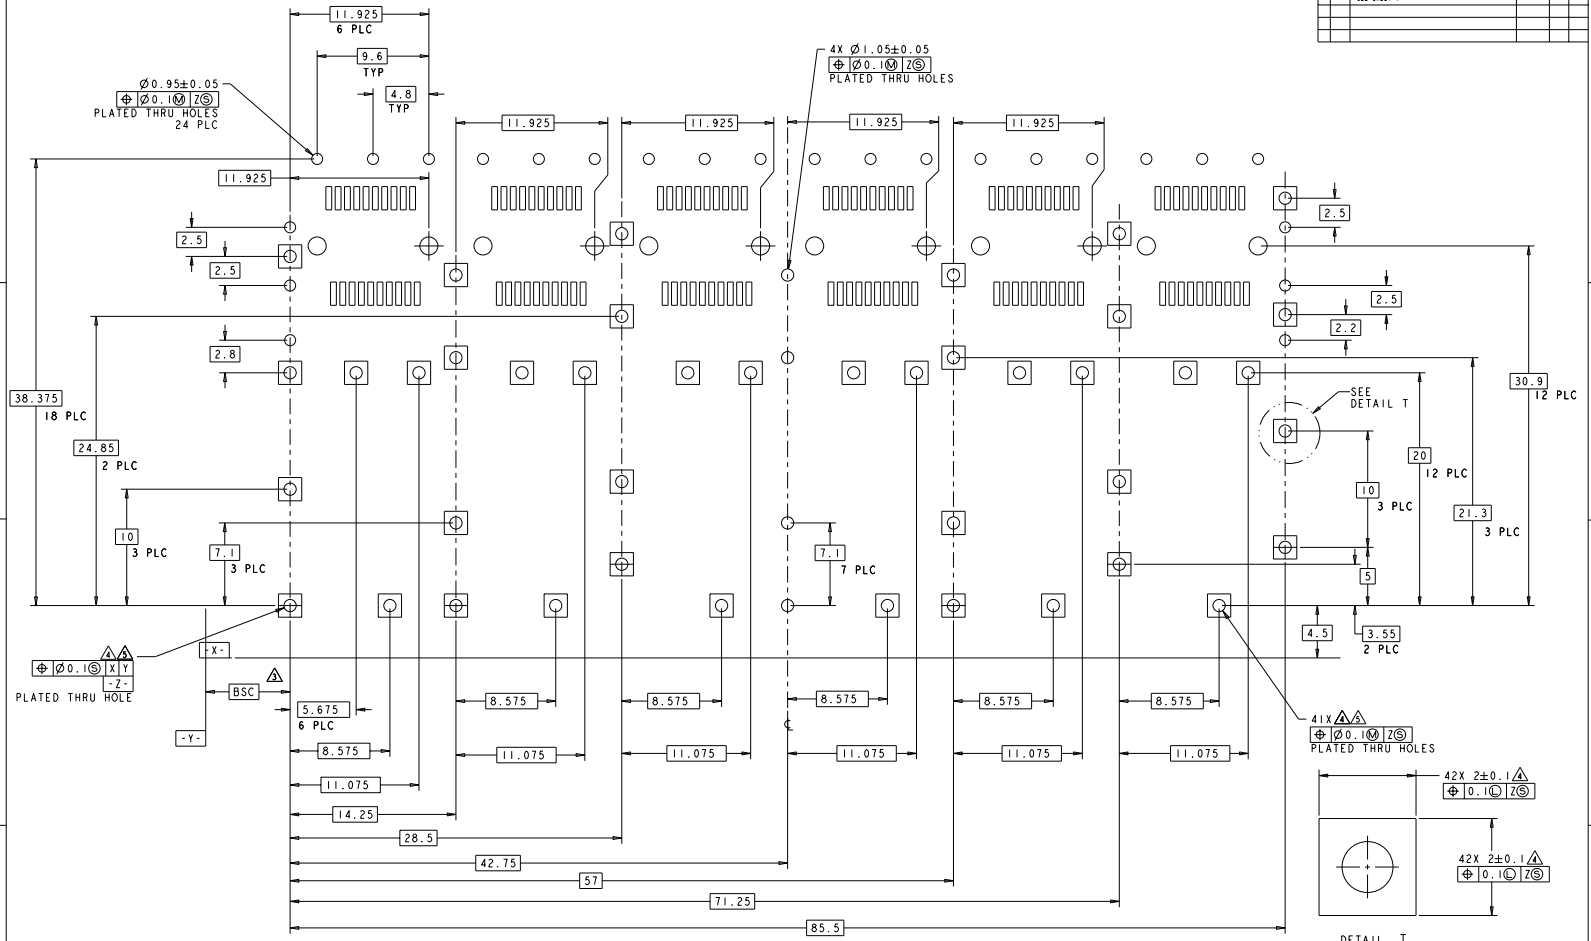 11.925
6 PLC
9.6
TYP
4.8
TYP
Ø0.95±0.05
⌖ Ø0.1Ⓜ ZⓈ
PLATED THRU HOLES
24 PLC
4X Ø1.05±0.05
⌖ Ø0.1Ⓜ ZⓈ
PLATED THRU HOLES
11.925
11.925
11.925
11.925
11.925
2.5
2.5
2.5
2.5
2.8
2.2
38.375
18 PLC
24.85
2 PLC
30.9
12 PLC
SEE
DETAIL T
20
12 PLC
10
3 PLC
21.3
3 PLC
10
3 PLC
7.1
3 PLC
7.1
7 PLC
5
4.5
3.55
2 PLC
4 5
⌖ Ø0.1Ⓢ X Y
-Z-
PLATED THRU HOLE
-X-
BSC 3
-Y-
5.675
6 PLC
8.575
8.575
8.575
8.575
8.575
8.575
℄
11.075
11.075
11.075
11.075
11.075
11.075
14.25
28.5
42.75
57
71.25
85.5
41X 4 5
⌖ Ø0.1Ⓜ ZⓈ
PLATED THRU HOLES
42X 2±0.1 4
⌖ 0.1Ⓛ ZⓈ
42X 2±0.1 4
⌖ 0.1Ⓛ ZⓈ
DETAIL T